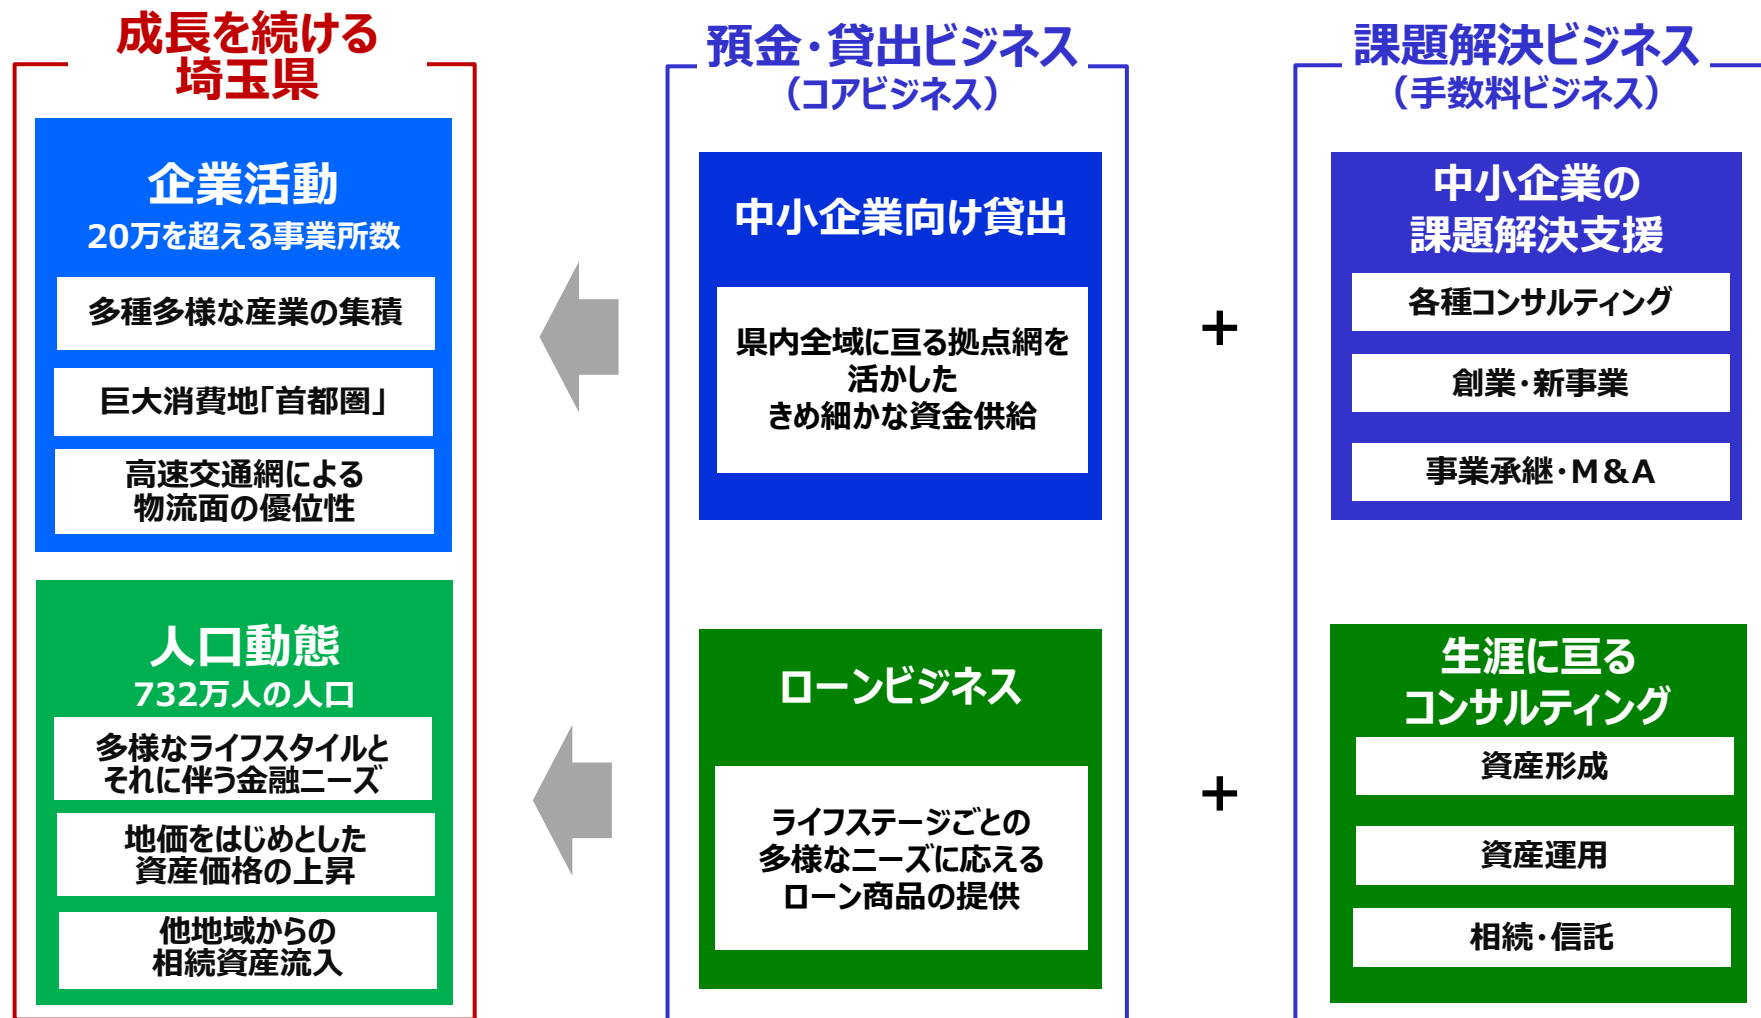 成長を続ける
埼玉県
企業活動
20万を超える事業所数
多種多様な産業の集積
巨大消費地「首都圏」
高速交通網による
物流面の優位性
人口動態
732万人の人口
多様なライフスタイルと
それに伴う金融ニーズ
地価をはじめとした
資産価格の上昇
他地域からの
相続資産流入
預金・貸出ビジネス
（コアビジネス）
中小企業向け貸出
県内全域に亘る拠点網を
活かした
きめ細かな資金供給
ローンビジネス
ライフステージごとの
多様なニーズに応える
ローン商品の提供
+
+
課題解決ビジネス
（手数料ビジネス）
中小企業の
課題解決支援
各種コンサルティング
創業・新事業
事業承継・M&A
生涯に亘る
コンサルティング
資産形成
資産運用
相続・信託